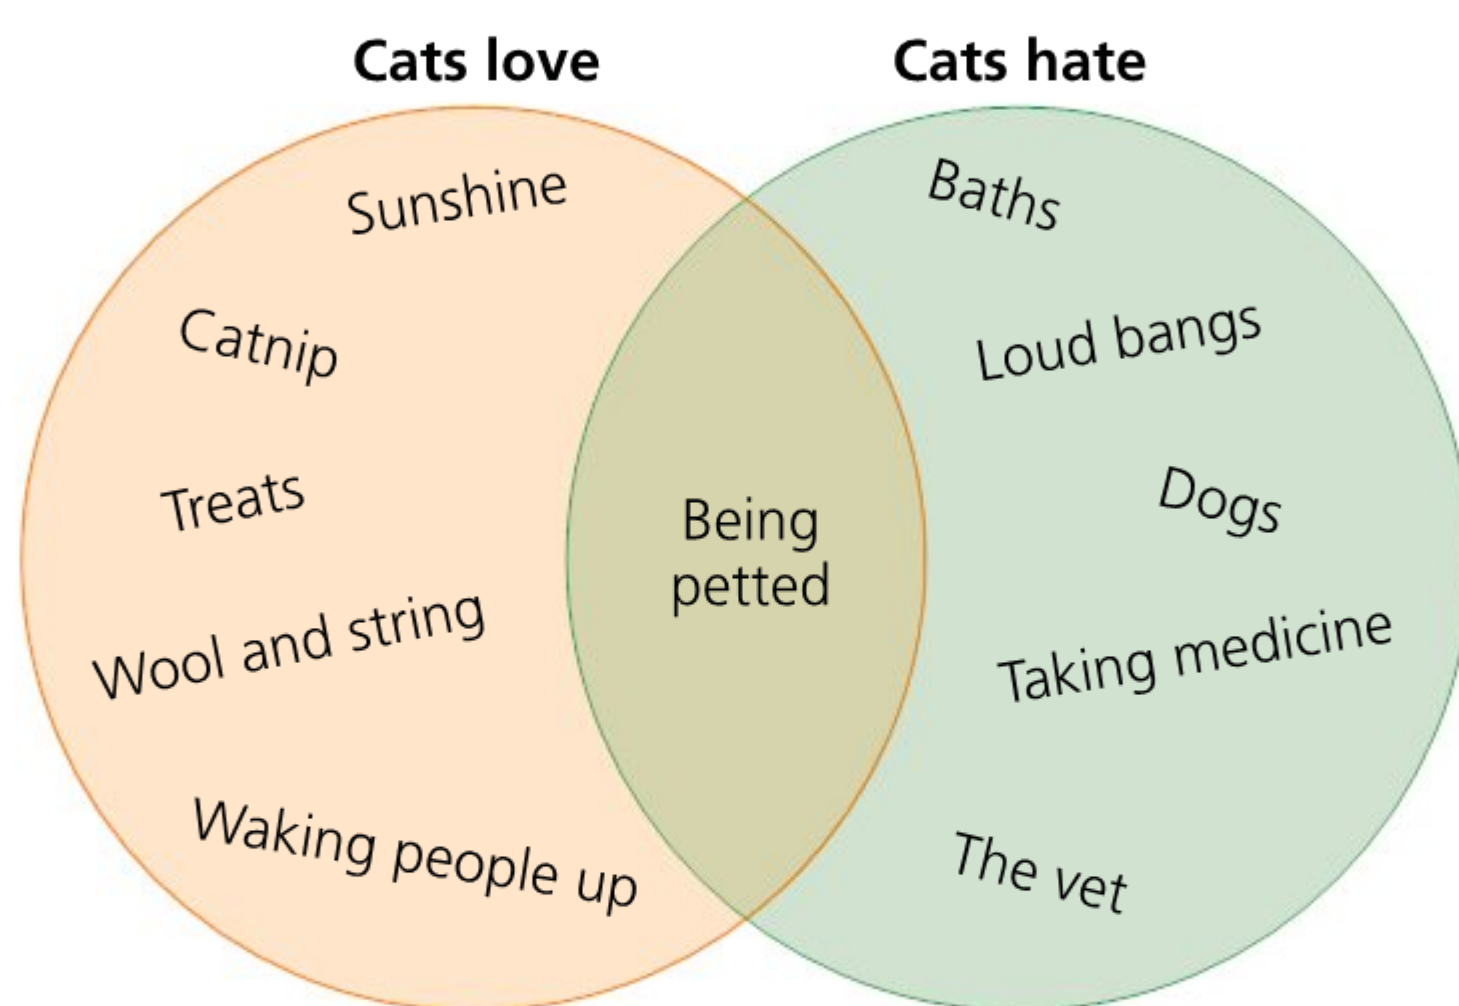 Cats love
Cats hate
Sunshine
Catnip
Treats
Wool and string
Waking people up
Being
petted
Baths
Loud bangs
Dogs
Taking medicine
The vet